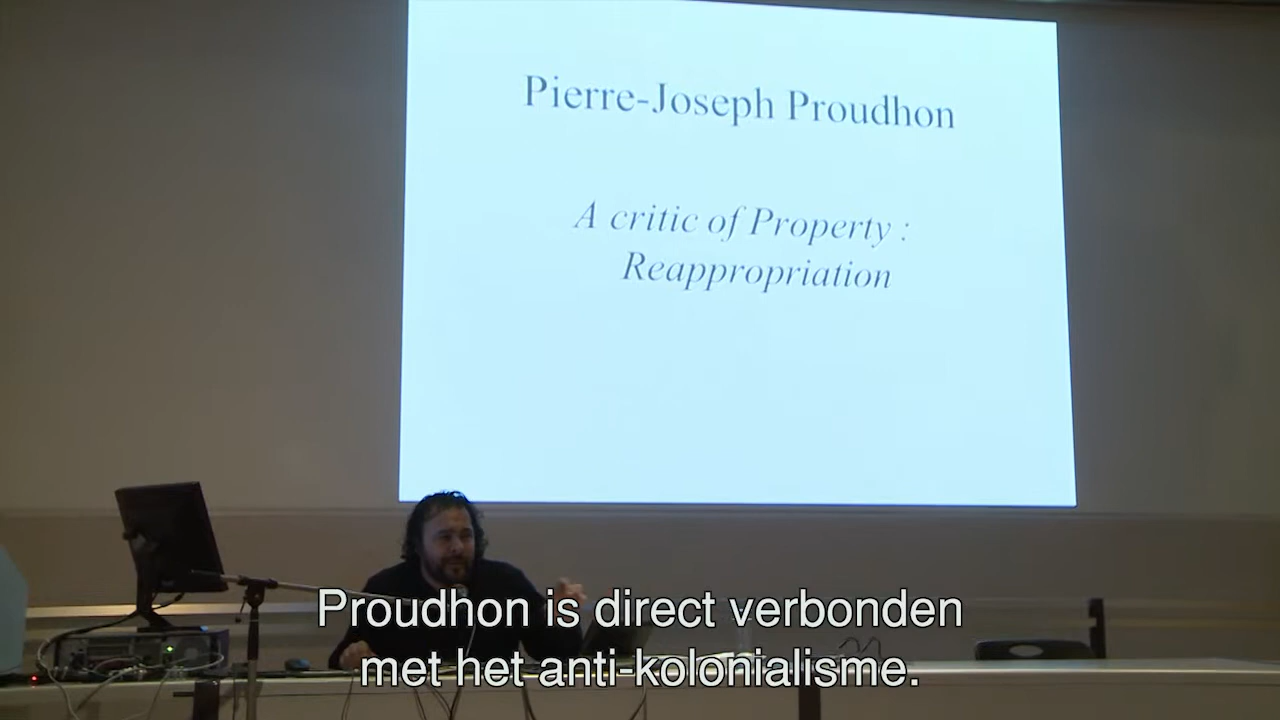 Pierre-Joseph Proudhon
A critic of Property :
Reappropriation
Proudhon is direct verbonden
met het anti-kolonialisme.